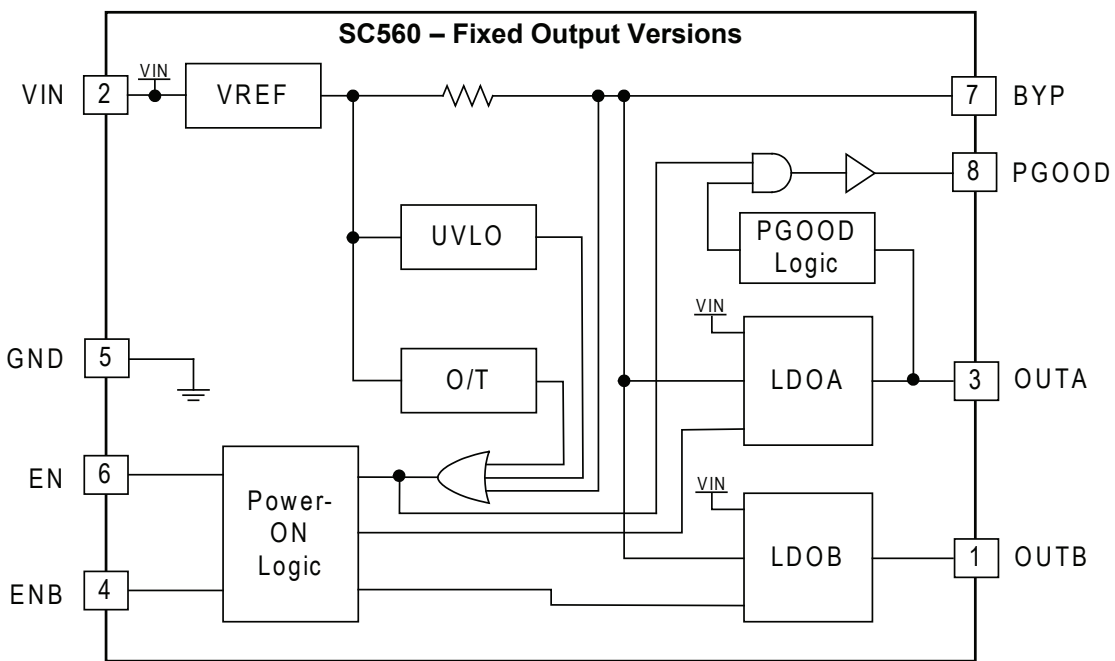 SC560 – Fixed Output Versions
VIN
2
VIN
VREF
7
BYP
8
PGOOD
UVLO
PGOOD
Logic
VIN
GND
5
O/T
LDOA
3
OUTA
EN
6
Power-
ON
Logic
VIN
LDOB
1
OUTB
ENB
4